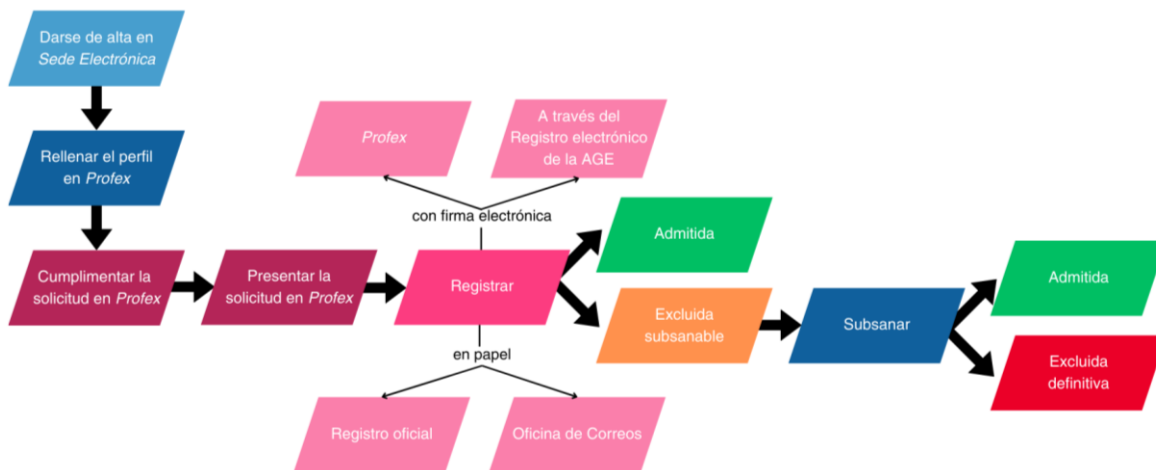 Darse de alta en
Sede Electrónica
Rellenar el perfil
en Profex
Cumplimentar la
solicitud en Profex
Presentar la
solicitud en Profex
Profex
A través del
Registro electrónico
de la AGE
con firma electrónica
Registrar
en papel
Registro oficial
Oficina de Correos
Admitida
Excluida
subsanable
Subsanar
Admitida
Excluida
definitiva